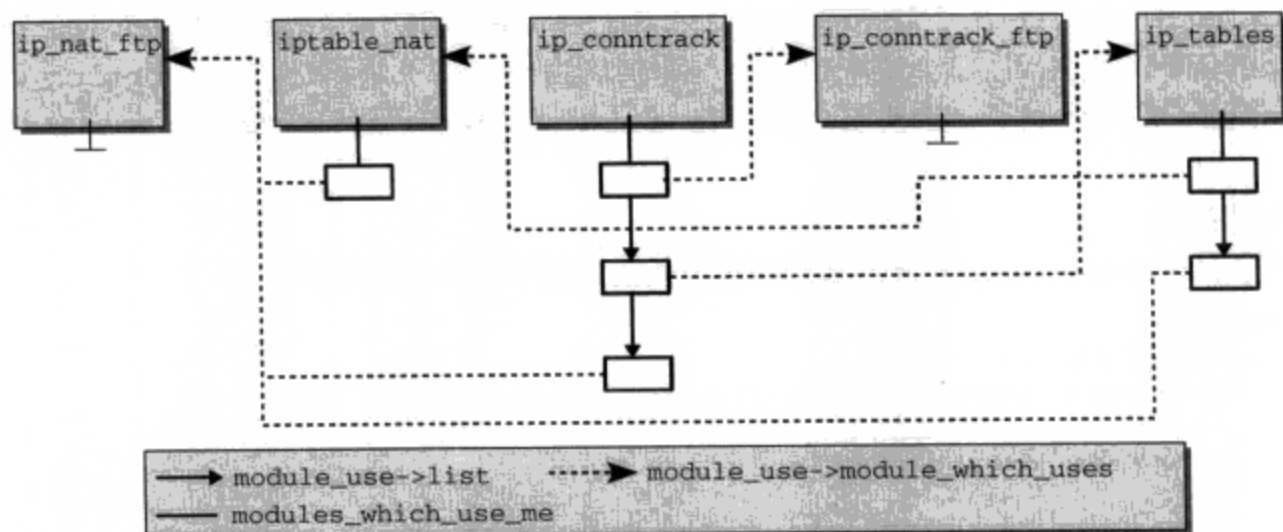 ip_nat_ftp iptable_nat ip_conntrack ip_conntrack_ftp ip_tables
module_use->list module_use->module_which_uses
modules_which_use_me